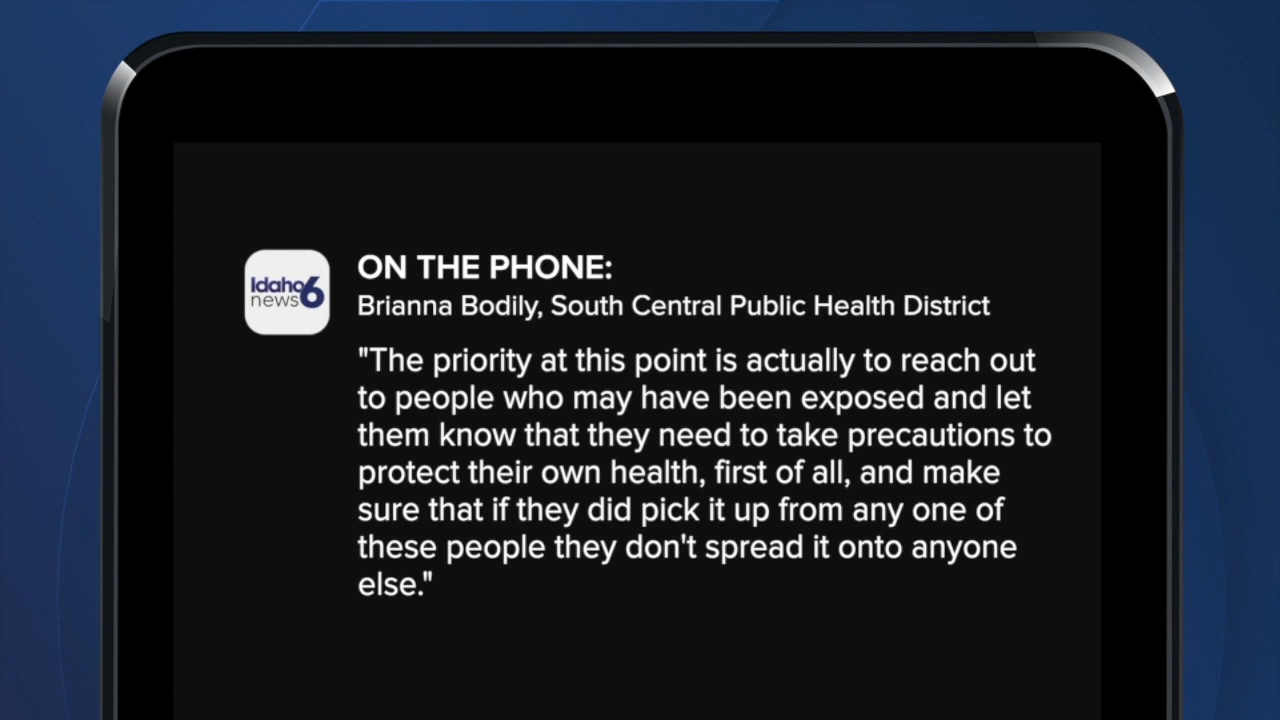 Idaho
news 6
ON THE PHONE:
Brianna Bodily, South Central Public Health District
"The priority at this point is actually to reach out
to people who may have been exposed and let
them know that they need to take precautions to
protect their own health, first of all, and make
sure that if they did pick it up from any one of
these people they don't spread it onto anyone
else."